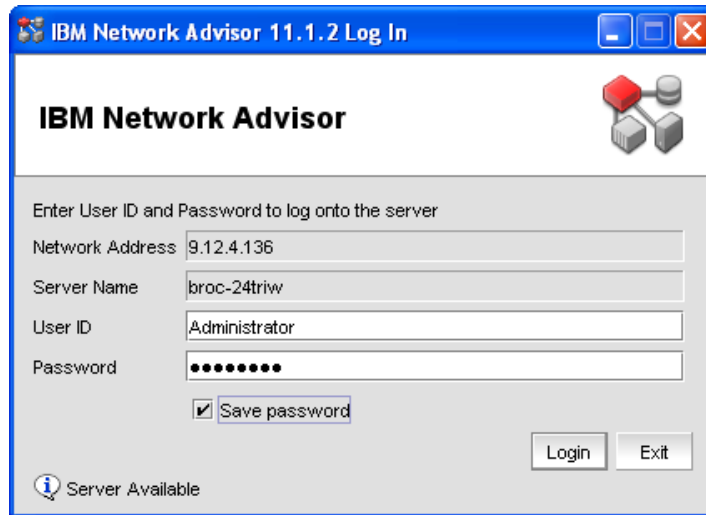 IBM Network Advisor 11.1.2 Log In
IBM Network Advisor
Enter User ID and Password to log onto the server
Network Address 9.12.4.136
Server Name broc-24triw
User ID Administrator
Password ●●●●●●●●
Save password
Login Exit
Server Available